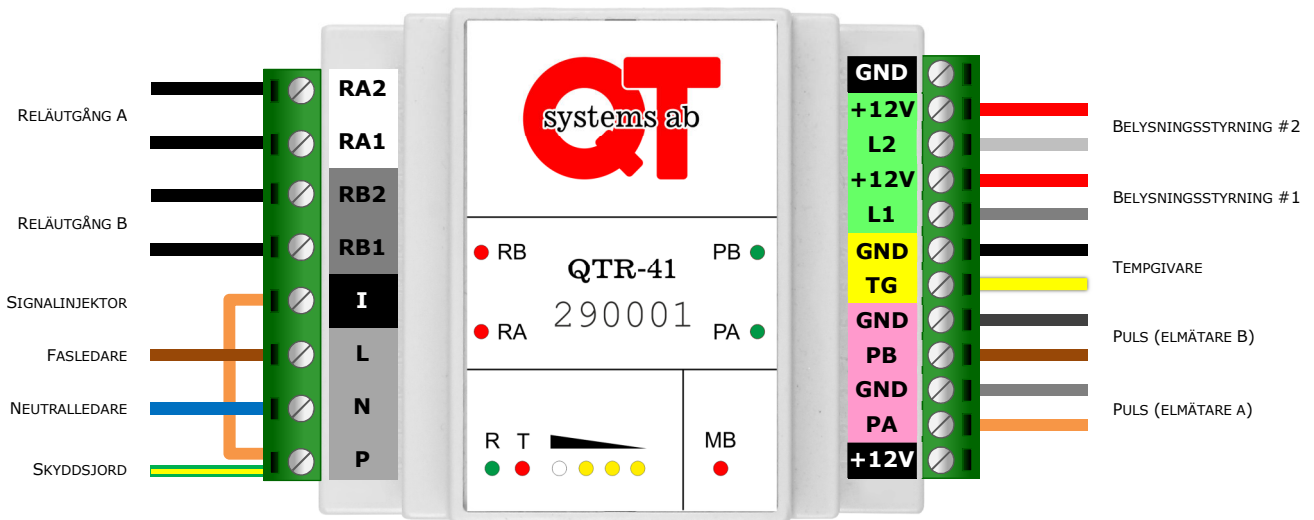 RELÄUTGÅNG A
RELÄUTGÅNG B
SIGNALINJEKTOR
FASLEDARE
NEUTRALLEDARE
SKYDDSJORD
RA2
RA1
RB2
RB1
I
L
N
P
QT
systems ab
RB
PB
QTR-41
290001
RA
PA
R T
MB
GND
+12V
L2
+12V
L1
GND
TG
GND
PB
GND
PA
+12V
BELYSNINGSSTYRNING #2
BELYSNINGSSTYRNING #1
TEMPGIVARE
PULS (ELMÄTARE B)
PULS (ELMÄTARE A)